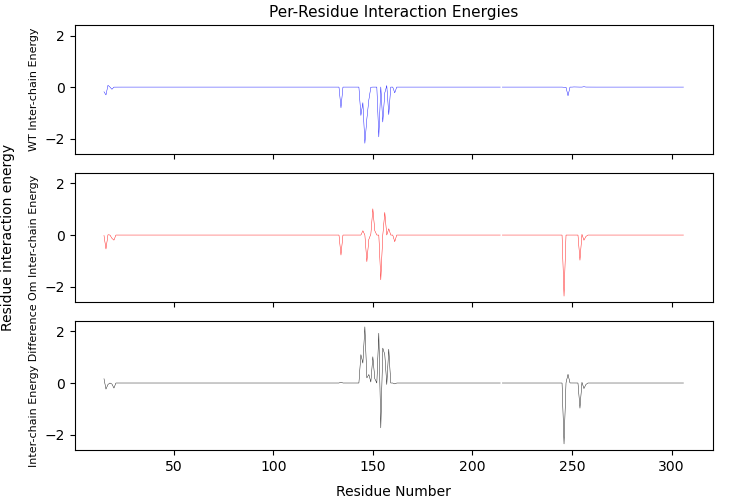 Per-Residue Interaction Energies
Residue interaction energy
WT Inter-chain Energy
2
0
−2
Om Inter-chain Energy
2
0
−2
Inter-chain Energy Difference
2
0
−2
50
100
150
200
250
300
Residue Number